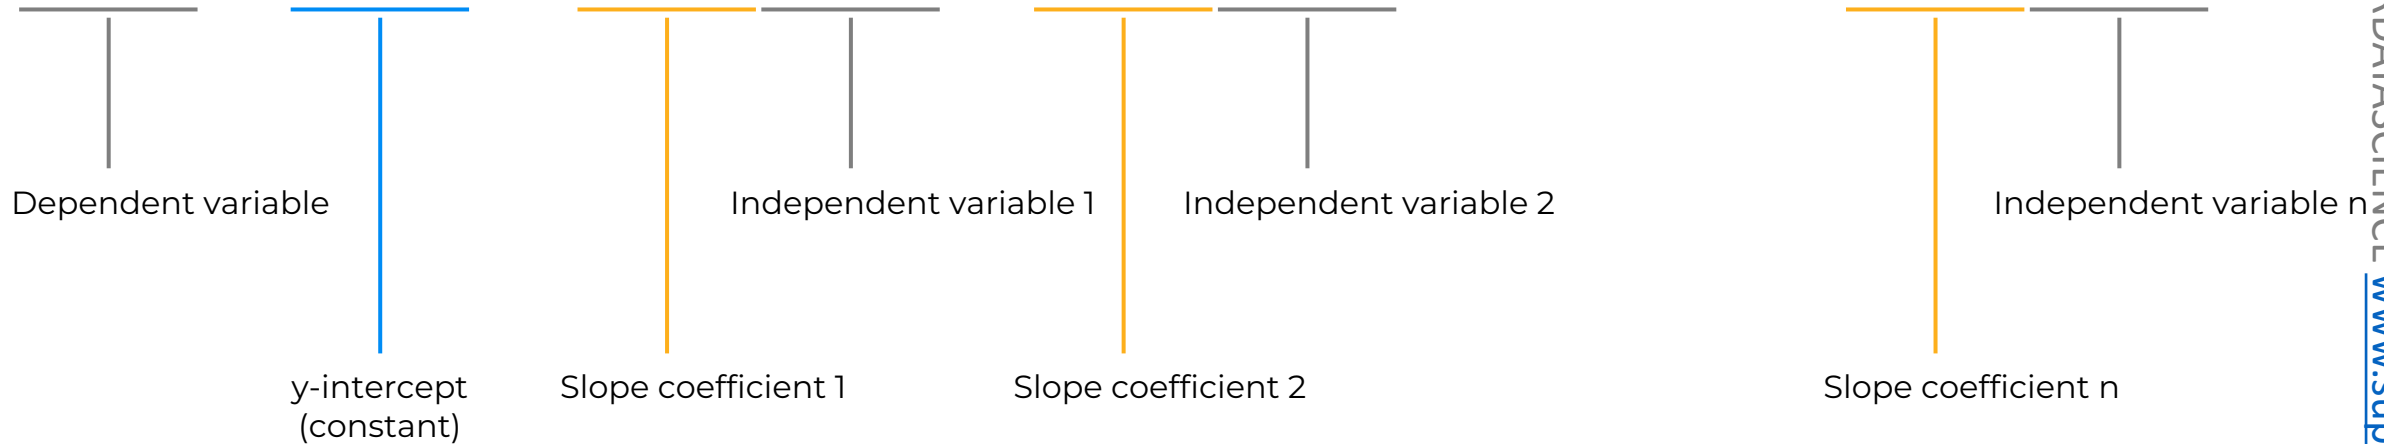 Dependent variable
Independent variable 1
Independent variable 2
Independent variable n
y-intercept
(constant)
Slope coefficient 1
Slope coefficient 2
Slope coefficient n